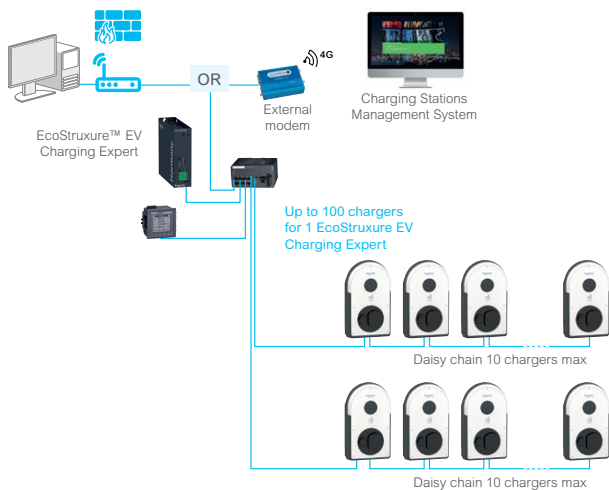 4G
OR
External
modem
Charging Stations
Management System
EcoStruxure™ EV
Charging Expert
Up to 100 chargers
for 1 EcoStruxure EV
Charging Expert
Daisy chain 10 chargers max
Daisy chain 10 chargers max